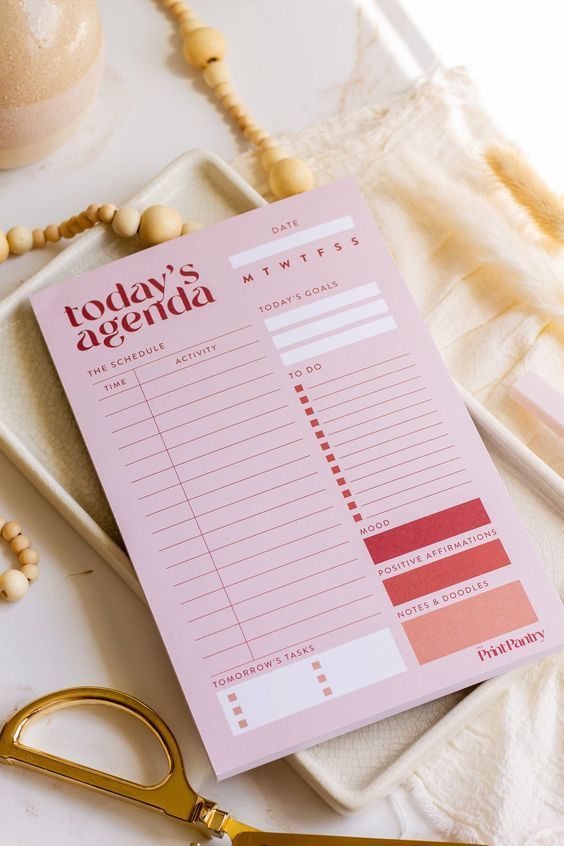 today's
agenda
THE SCHEDULE
TIME
ACTIVITY
DATE
M T W T F S S
TODAY'S GOALS
TO DO
MOOD
POSITIVE AFFIRMATIONS
NOTES & DOODLES
TOMORROW'S TASKS
THE
PrintPantry